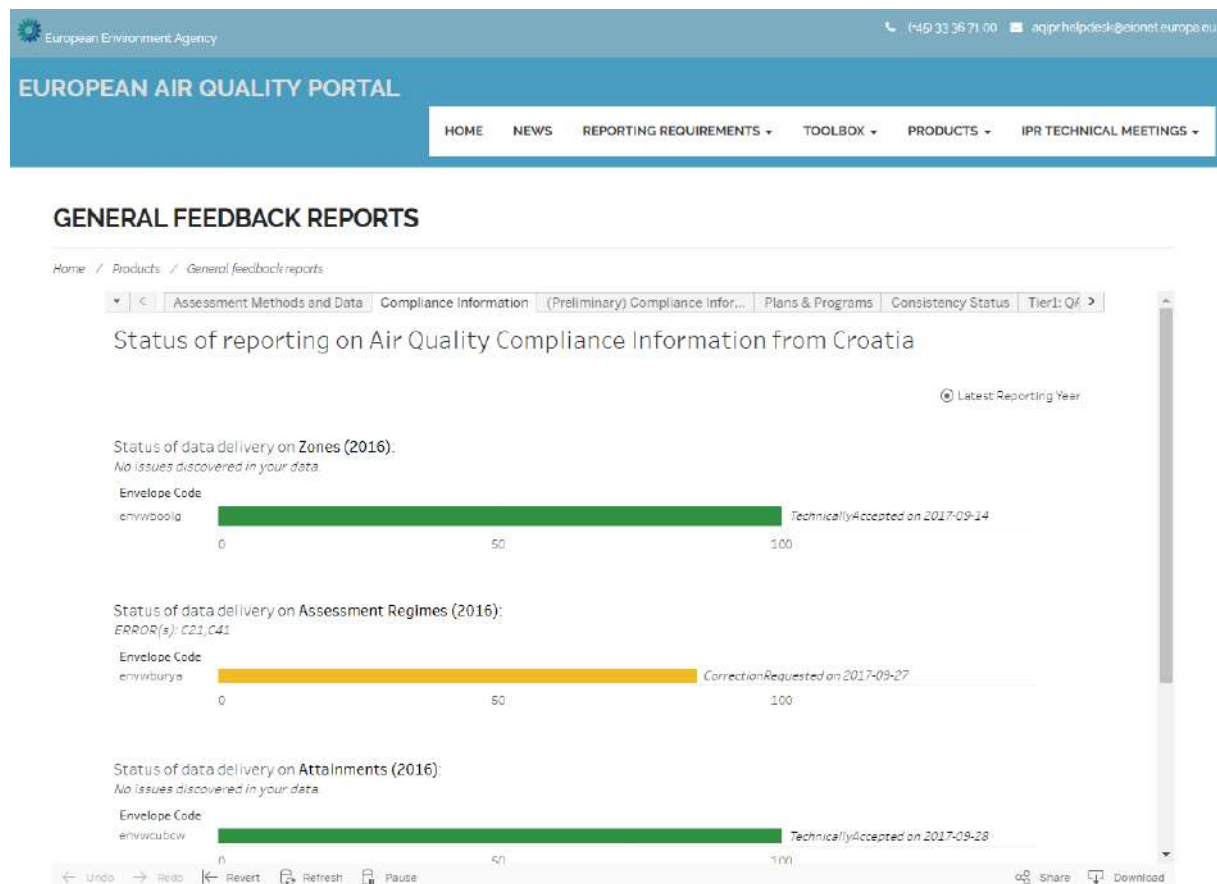 European Environment Agency
(+45) 33 36 71 00 aqipr.helpdesk@eionet.europa.eu
EUROPEAN AIR QUALITY PORTAL
HOME NEWS REPORTING REQUIREMENTS TOOLBOX PRODUCTS IPR TECHNICAL MEETINGS
GENERAL FEEDBACK REPORTS
Home / Products / General feedback reports
< Assessment Methods and Data Compliance Information (Preliminary) Compliance Infor... Plans & Programs Consistency Status Tier1: QA >
Status of reporting on Air Quality Compliance Information from Croatia
Latest Reporting Year
Status of data delivery on Zones (2016):
No issues discovered in your data.
Envelope Code
envwboolg TechnicallyAccepted on 2017-09-14
0 50 100
Status of data delivery on Assessment Regimes (2016):
ERROR(s): C21,C41
Envelope Code
envwburya CorrectionRequested on 2017-09-27
0 50 100
Status of data delivery on Attainments (2016):
No issues discovered in your data.
Envelope Code
envwcubcw TechnicallyAccepted on 2017-09-28
0 50 100
Undo Redo Revert Refresh Pause Share Download